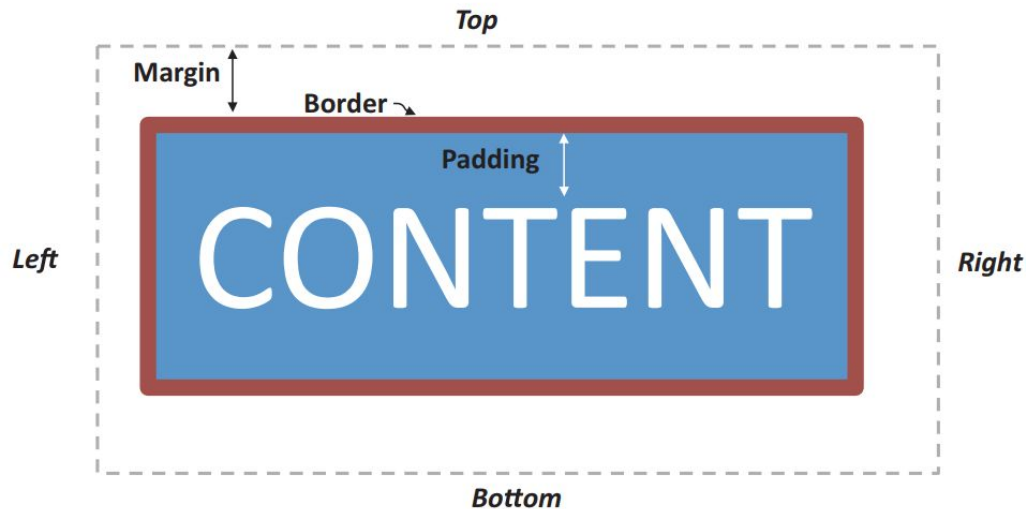 Top
Margin
Border
Padding
CONTENT
Left
Right
Bottom